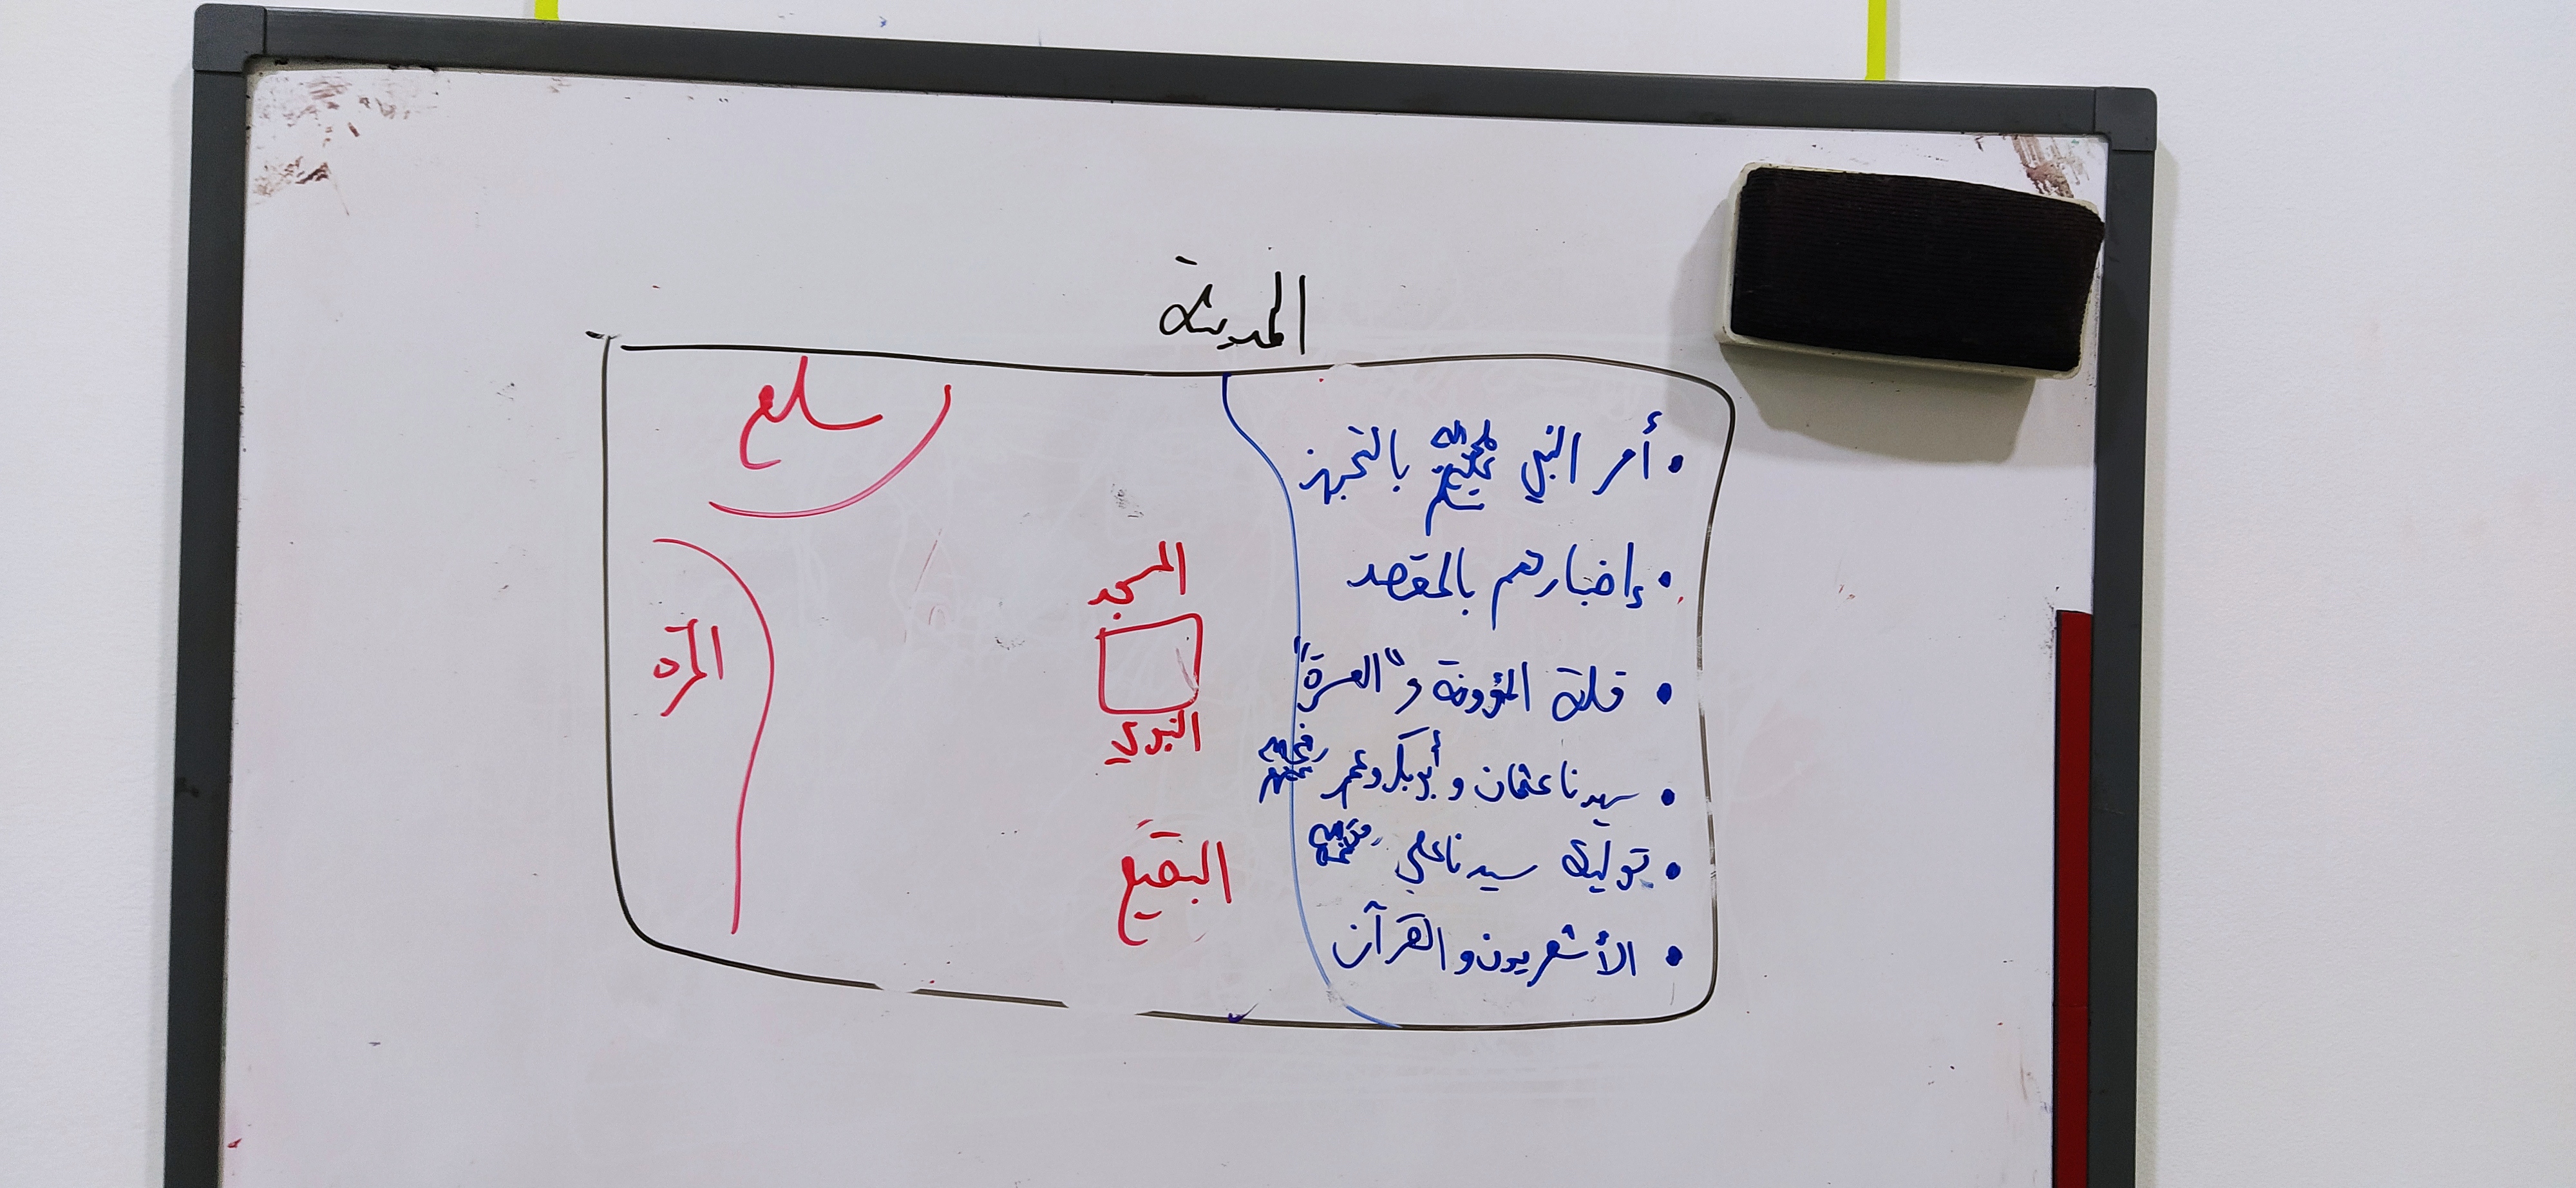 المدينة
• أمر النبي صلى الله عليه وسلم بالتجهز
• إخبارهم بالمقصد
• قلة المؤونة و "العسرة"
• سيدنا عثمان و أبو بكر وعمر رضي الله عنهم
• تولية سيدنا علي رضي الله عنه
• الأشعريون والقرآن
سلع
المسجد
النبوي
البقيع
الحرة